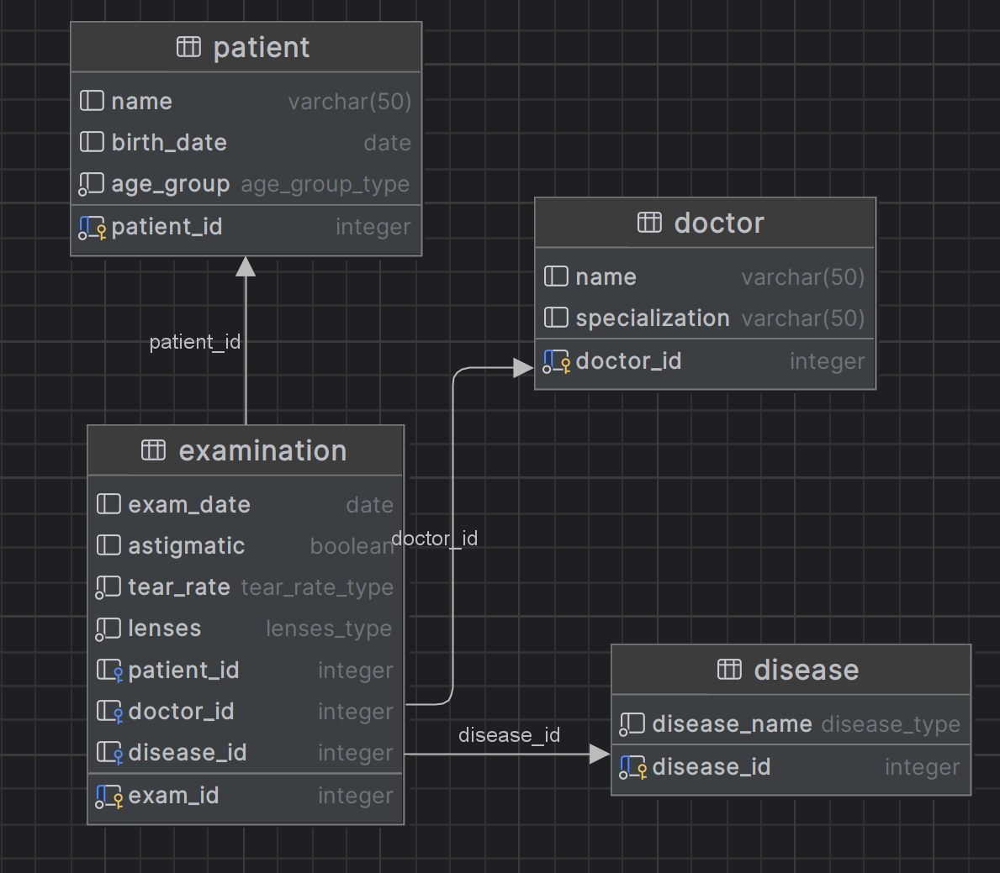 patient
name varchar(50)
birth_date date
age_group age_group_type
patient_id integer
patient_id
doctor
name varchar(50)
specialization varchar(50)
doctor_id integer
doctor_id
examination
exam_date date
astigmatic boolean
tear_rate tear_rate_type
lenses lenses_type
patient_id integer
doctor_id integer
disease_id integer
exam_id integer
disease_id
disease
disease_name disease_type
disease_id integer